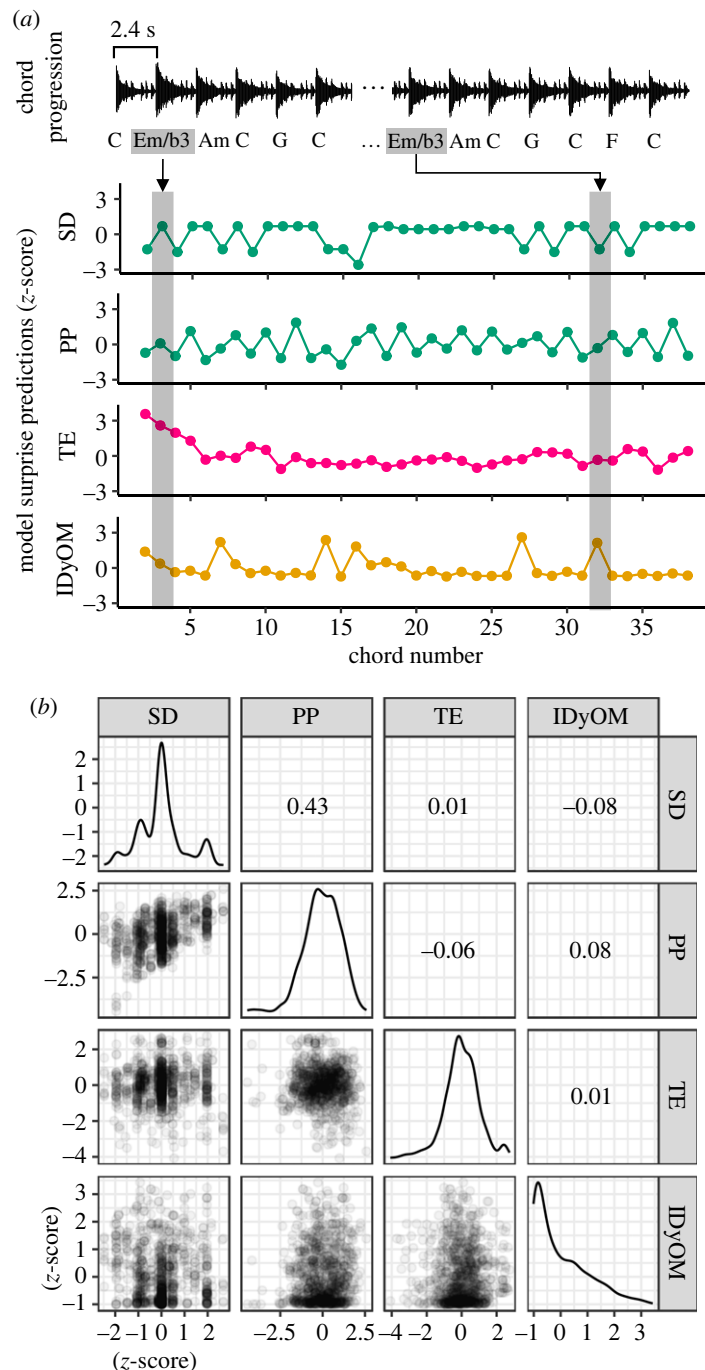 (a)
2.4 s
chord progression
...
C Em/b3 Am C G C ... Em/b3 Am C G C F C
model surprise predictions (z-score)
SD
3
0
−3
PP
3
0
−3
TE
3
0
−3
IDyOM
3
0
−3
5 10 15 20 25 30 35
chord number
(b)
SD PP TE IDyOM
2
1
0
−1
−2
0.43 0.01 −0.08
SD
2.5
0
−2.5
−0.06 0.08
PP
2
0
−2
−4
0.01
TE
3
2
1
0
−1
(z-score)
IDyOM
−2 −1 0 1 2 −2.5 0 2.5 −4 −2 0 2 −1 0 1 2 3
(z-score)